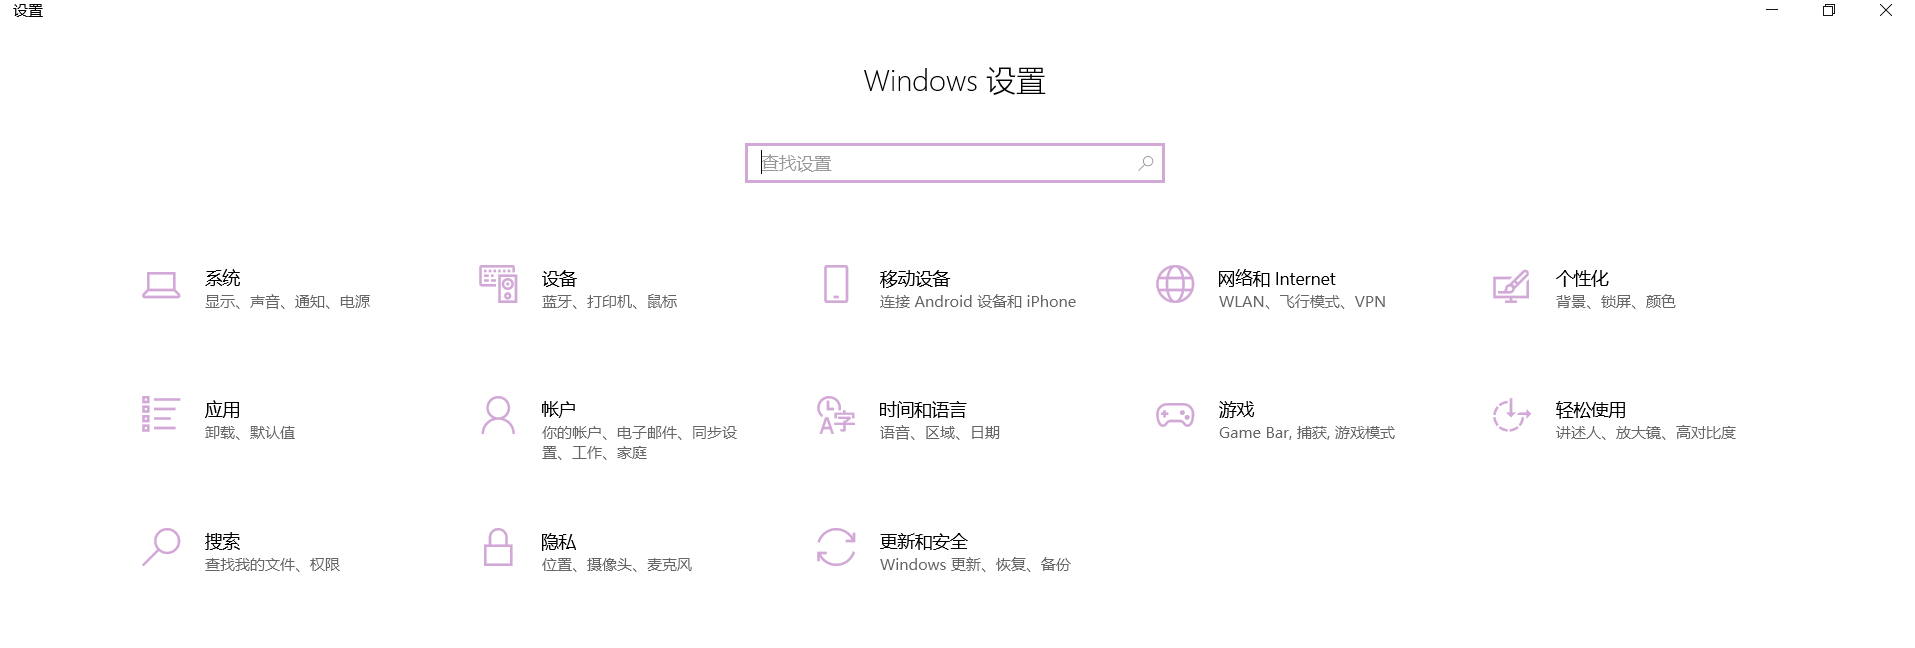 设置
Windows 设置
查找设置
系统
显示、声音、通知、电源
设备
蓝牙、打印机、鼠标
移动设备
连接 Android 设备和 iPhone
网络和 Internet
WLAN、飞行模式、VPN
个性化
背景、锁屏、颜色
应用
卸载、默认值
帐户
你的帐户、电子邮件、同步设
置、工作、家庭
时间和语言
语音、区域、日期
游戏
Game Bar, 捕获, 游戏模式
轻松使用
讲述人、放大镜、高对比度
搜索
查找我的文件、权限
隐私
位置、摄像头、麦克风
更新和安全
Windows 更新、恢复、备份